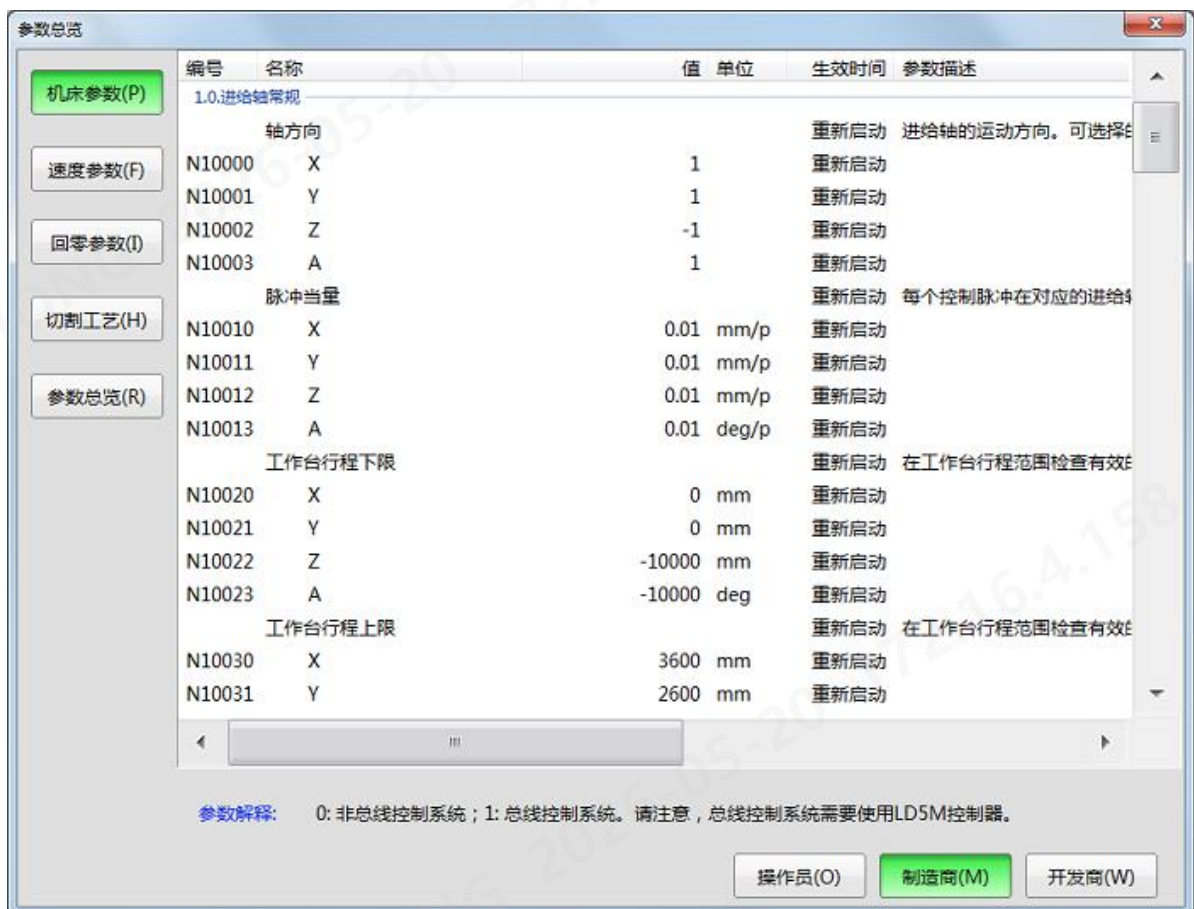 参数总览
编号 名称 值 单位 生效时间 参数描述
机床参数(P)
1.0.进给轴常规
轴方向 重新启动 进给轴的运动方向。可选择
N10000 X 1 重新启动
速度参数(F)
N10001 Y 1 重新启动
N10002 Z -1 重新启动
回零参数(I)
N10003 A 1 重新启动
脉冲当量 重新启动 每个控制脉冲在对应的进给
切割工艺(H)
N10010 X 0.01 mm/p 重新启动
N10011 Y 0.01 mm/p 重新启动
参数总览(R)
N10012 Z 0.01 mm/p 重新启动
N10013 A 0.01 deg/p 重新启动
工作台行程下限 重新启动 在工作台行程范围检查有效
N10020 X 0 mm 重新启动
N10021 Y 0 mm 重新启动
N10022 Z -10000 mm 重新启动
N10023 A -10000 deg 重新启动
工作台行程上限 重新启动 在工作台行程范围检查有效
N10030 X 3600 mm 重新启动
N10031 Y 2600 mm 重新启动
参数解释: 0: 非总线控制系统；1: 总线控制系统。请注意，总线控制系统需要使用LD5M控制器。
操作员(O) 制造商(M) 开发商(W)